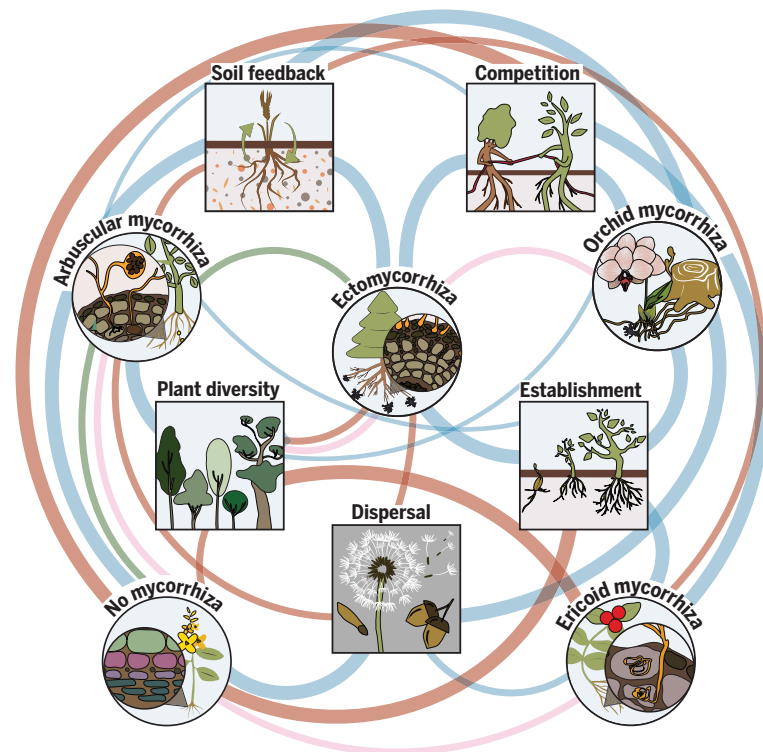 Soil feedback
Competition
Arbuscular mycorrhiza
Orchid mycorrhiza
Ectomycorrhiza
Plant diversity
Establishment
Dispersal
No mycorrhiza
Ericoid mycorrhiza